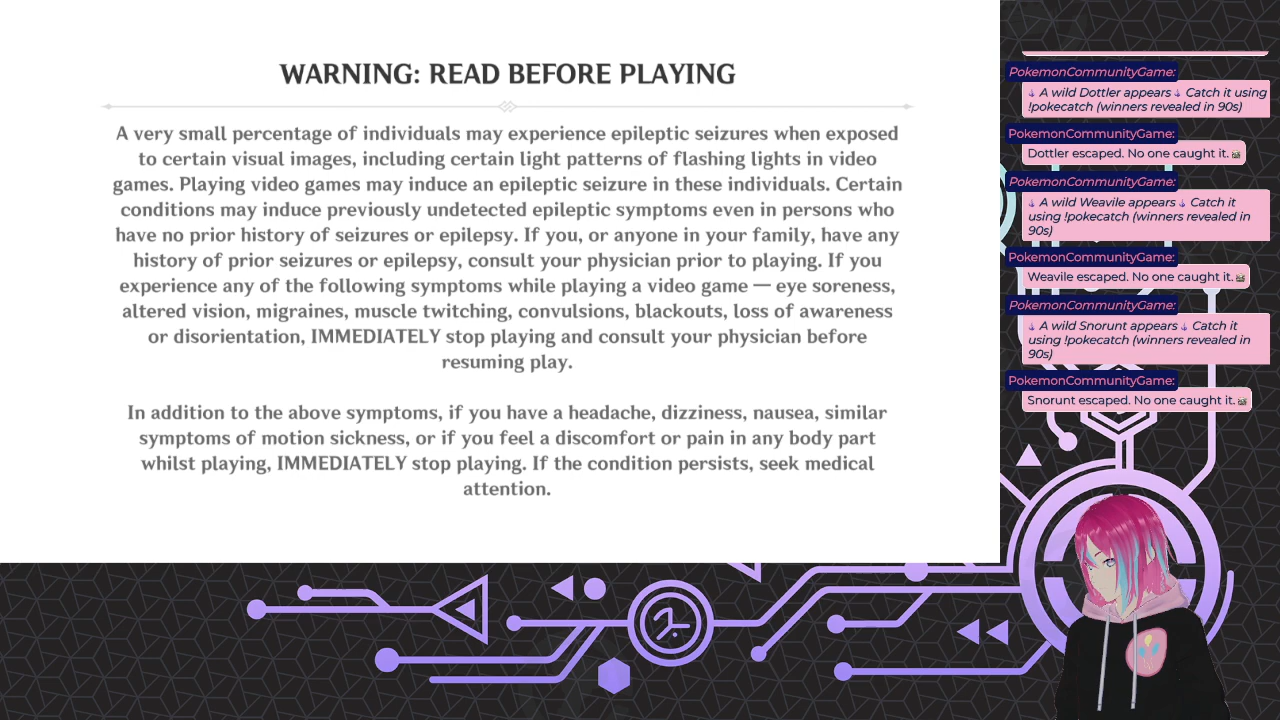 WARNING: READ BEFORE PLAYING
A very small percentage of individuals may experience epileptic seizures when exposed
to certain visual images, including certain light patterns of flashing lights in video
games. Playing video games may induce an epileptic seizure in these individuals. Certain
conditions may induce previously undetected epileptic symptoms even in persons who
have no prior history of seizures or epilepsy. If you, or anyone in your family, have any
history of prior seizures or epilepsy, consult your physician prior to playing. If you
experience any of the following symptoms while playing a video game — eye soreness,
altered vision, migraines, muscle twitching, convulsions, blackouts, loss of awareness
or disorientation, IMMEDIATELY stop playing and consult your physician before
resuming play.
In addition to the above symptoms, if you have a headache, dizziness, nausea, similar
symptoms of motion sickness, or if you feel a discomfort or pain in any body part
whilst playing, IMMEDIATELY stop playing. If the condition persists, seek medical
attention.
PokemonCommunityGame:
A wild Dottler appears Catch it using
!pokecatch (winners revealed in 90s)
PokemonCommunityGame:
Dottler escaped. No one caught it.
PokemonCommunityGame:
A wild Weavile appears Catch it
using !pokecatch (winners revealed in
90s)
PokemonCommunityGame:
Weavile escaped. No one caught it.
PokemonCommunityGame:
A wild Snorunt appears Catch it
using !pokecatch (winners revealed in
90s)
PokemonCommunityGame:
Snorunt escaped. No one caught it.